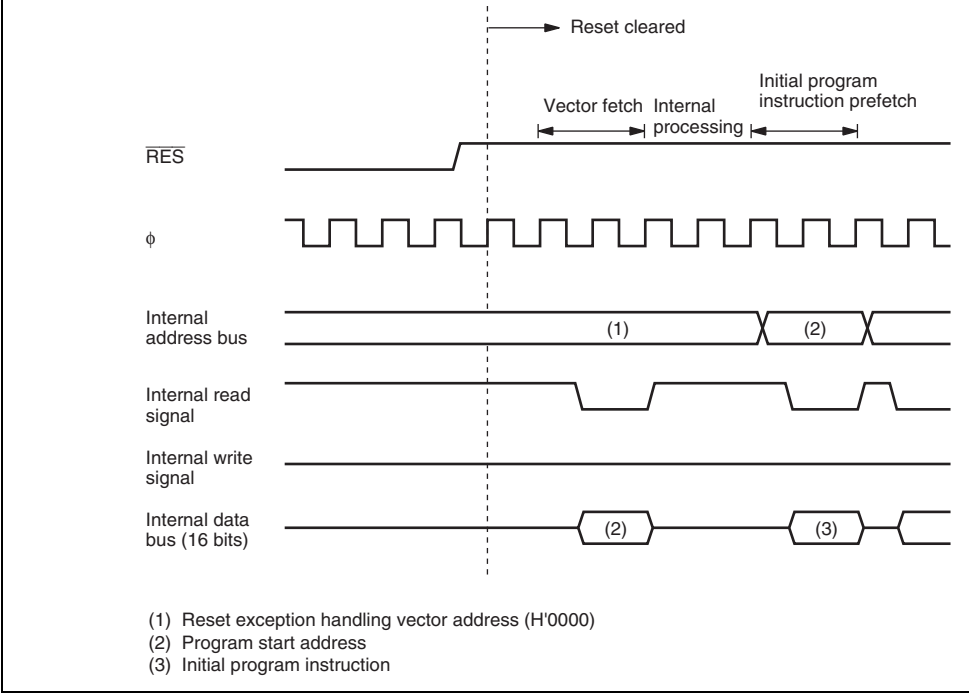 Reset cleared
Initial program
instruction prefetch
Vector fetch
Internal
processing
RES
ϕ
Internal
address bus
(1)
(2)
Internal read
signal
Internal write
signal
Internal data
bus (16 bits)
(2)
(3)
(1) Reset exception handling vector address (H'0000)
(2) Program start address
(3) Initial program instruction